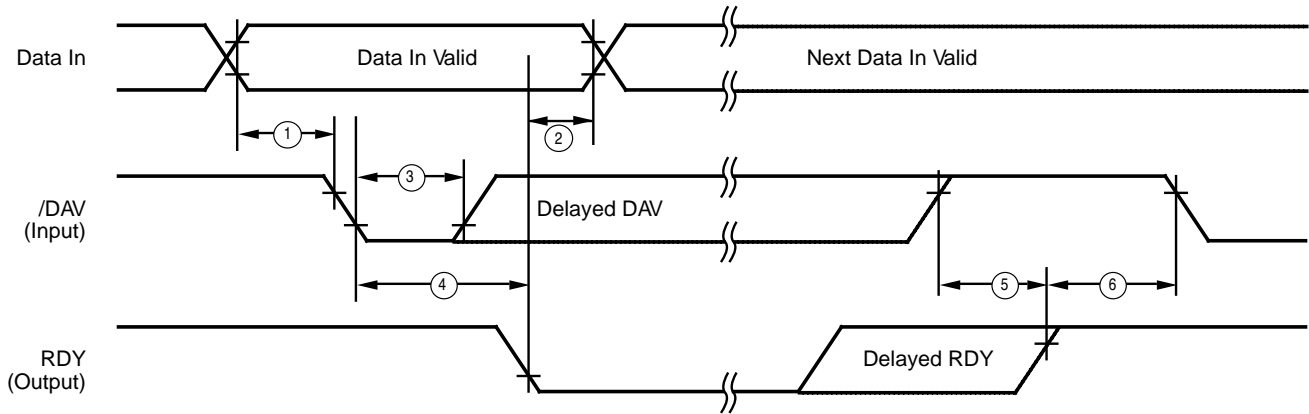 Data In
Data In Valid
Next Data In Valid
1
2
3
/DAV
(Input)
Delayed DAV
4
5
6
RDY
(Output)
Delayed RDY